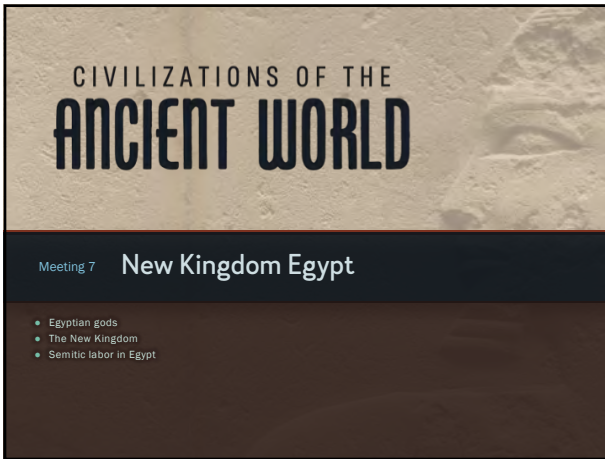 CIVILIZATIONS OF THE
ANCIENT WORLD
Meeting 7 New Kingdom Egypt
• Egyptian gods
• The New Kingdom
• Semitic labor in Egypt